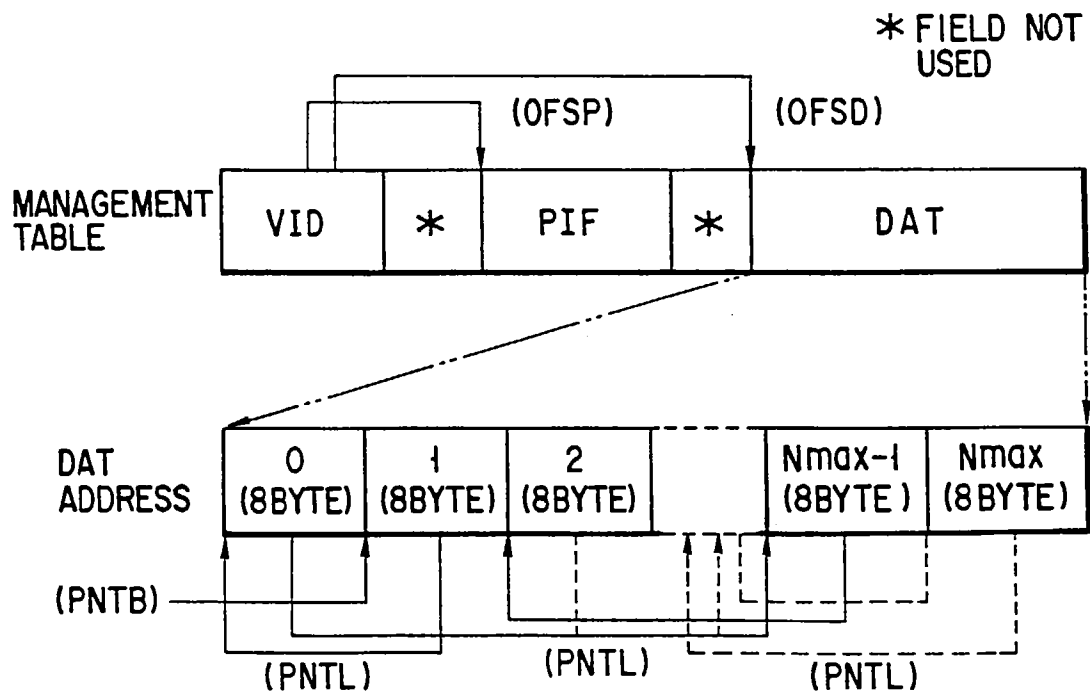 * FIELD NOT
USED
(OFSP)
(OFSD)
MANAGEMENT
TABLE
VID
*
PIF
*
DAT
DAT
ADDRESS
0
(8BYTE)
1
(8BYTE)
2
(8BYTE)
Nmax-1
(8BYTE)
Nmax
(8BYTE)
(PNTB)
(PNTL)
(PNTL)
(PNTL)